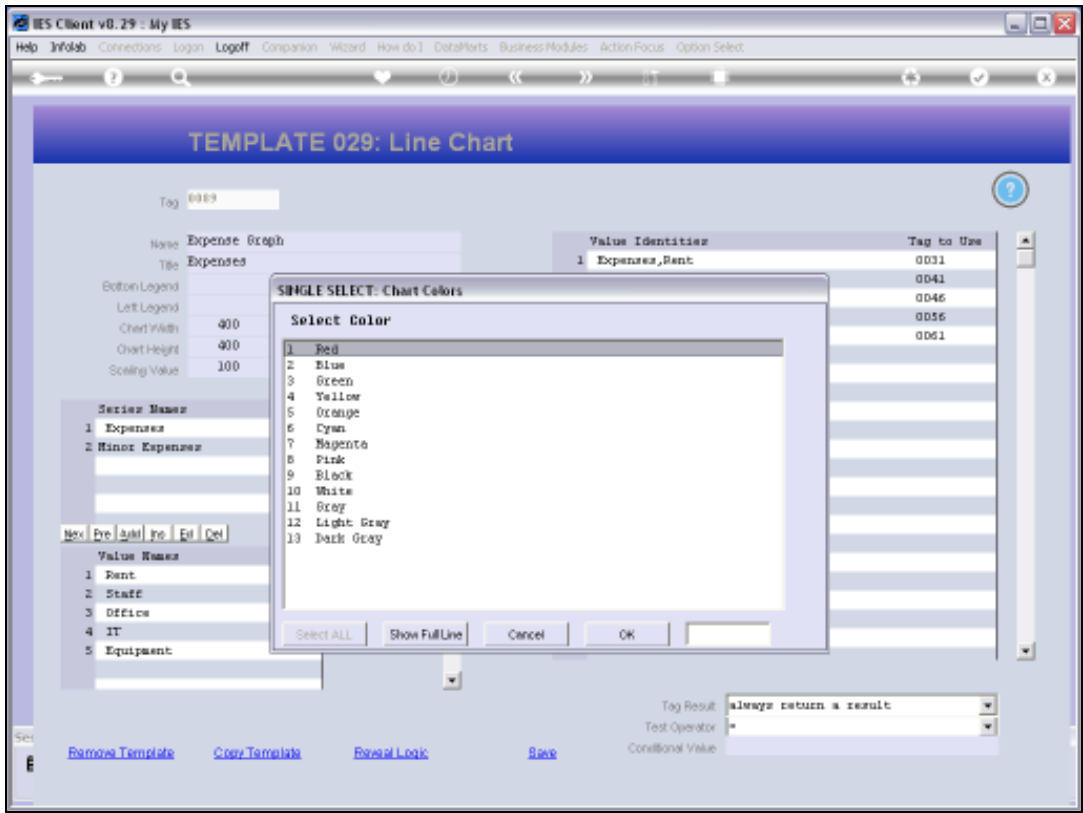 IES Client v8.29 : My IES
Help Infolab Connections Logon Logoff Companion Wizard How do I DataMarts Business Modules Action Focus Option Select
TEMPLATE 029: Line Chart
Tag 0089
Name Expense Graph
Title Expenses
Bottom Legend
Left Legend
Chart Width 400
Chart Height 400
Scaling Value 100
Value Identities Tag to Use
1 Expenses,Rent 0031
0041
0046
0056
0061
SINGLE SELECT: Chart Colors
Select Color
1 Red
2 Blue
3 Green
4 Yellow
5 Orange
6 Cyan
7 Magenta
8 Pink
9 Black
10 White
11 Gray
12 Light Gray
13 Dark Gray
Select ALL Show Full Line Cancel OK
Series Names
1 Expenses
2 Minor Expenses
Nex Pre Add Ins Ed Del
Value Names
1 Rent
2 Staff
3 Office
4 IT
5 Equipment
Tag Result always return a result
Test Operator =
Conditional Value
Remove Template Copy Template Reveal Logic Save